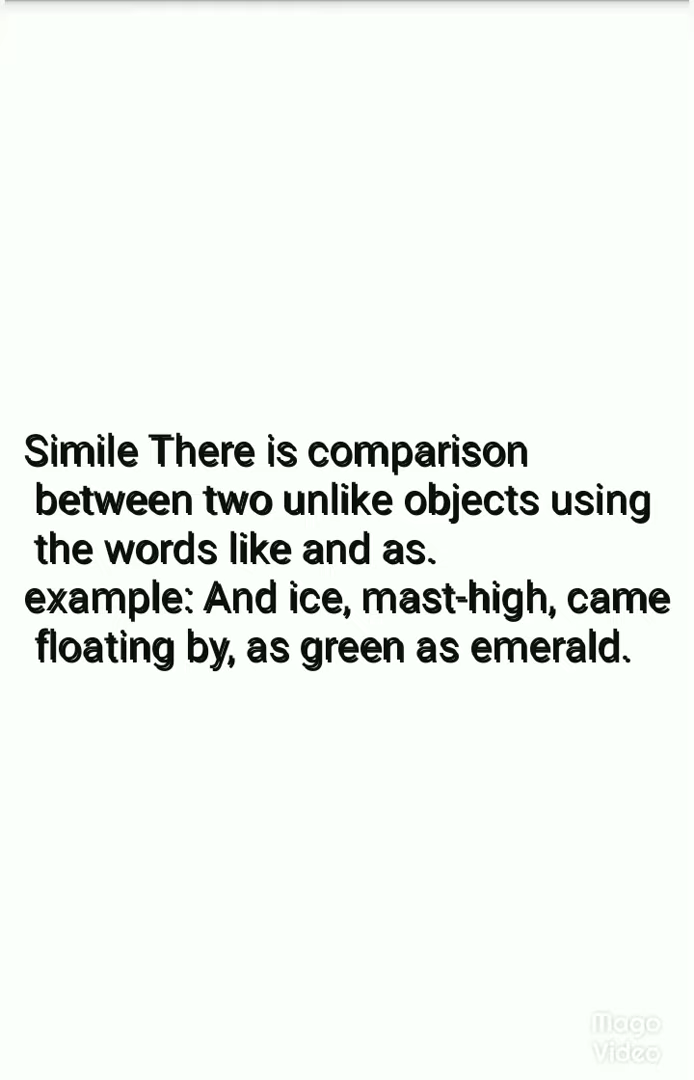 Simile There is comparison
between two unlike objects using
the words like and as.
example: And ice, mast-high, came
floating by, as green as emerald.
Mago
Video